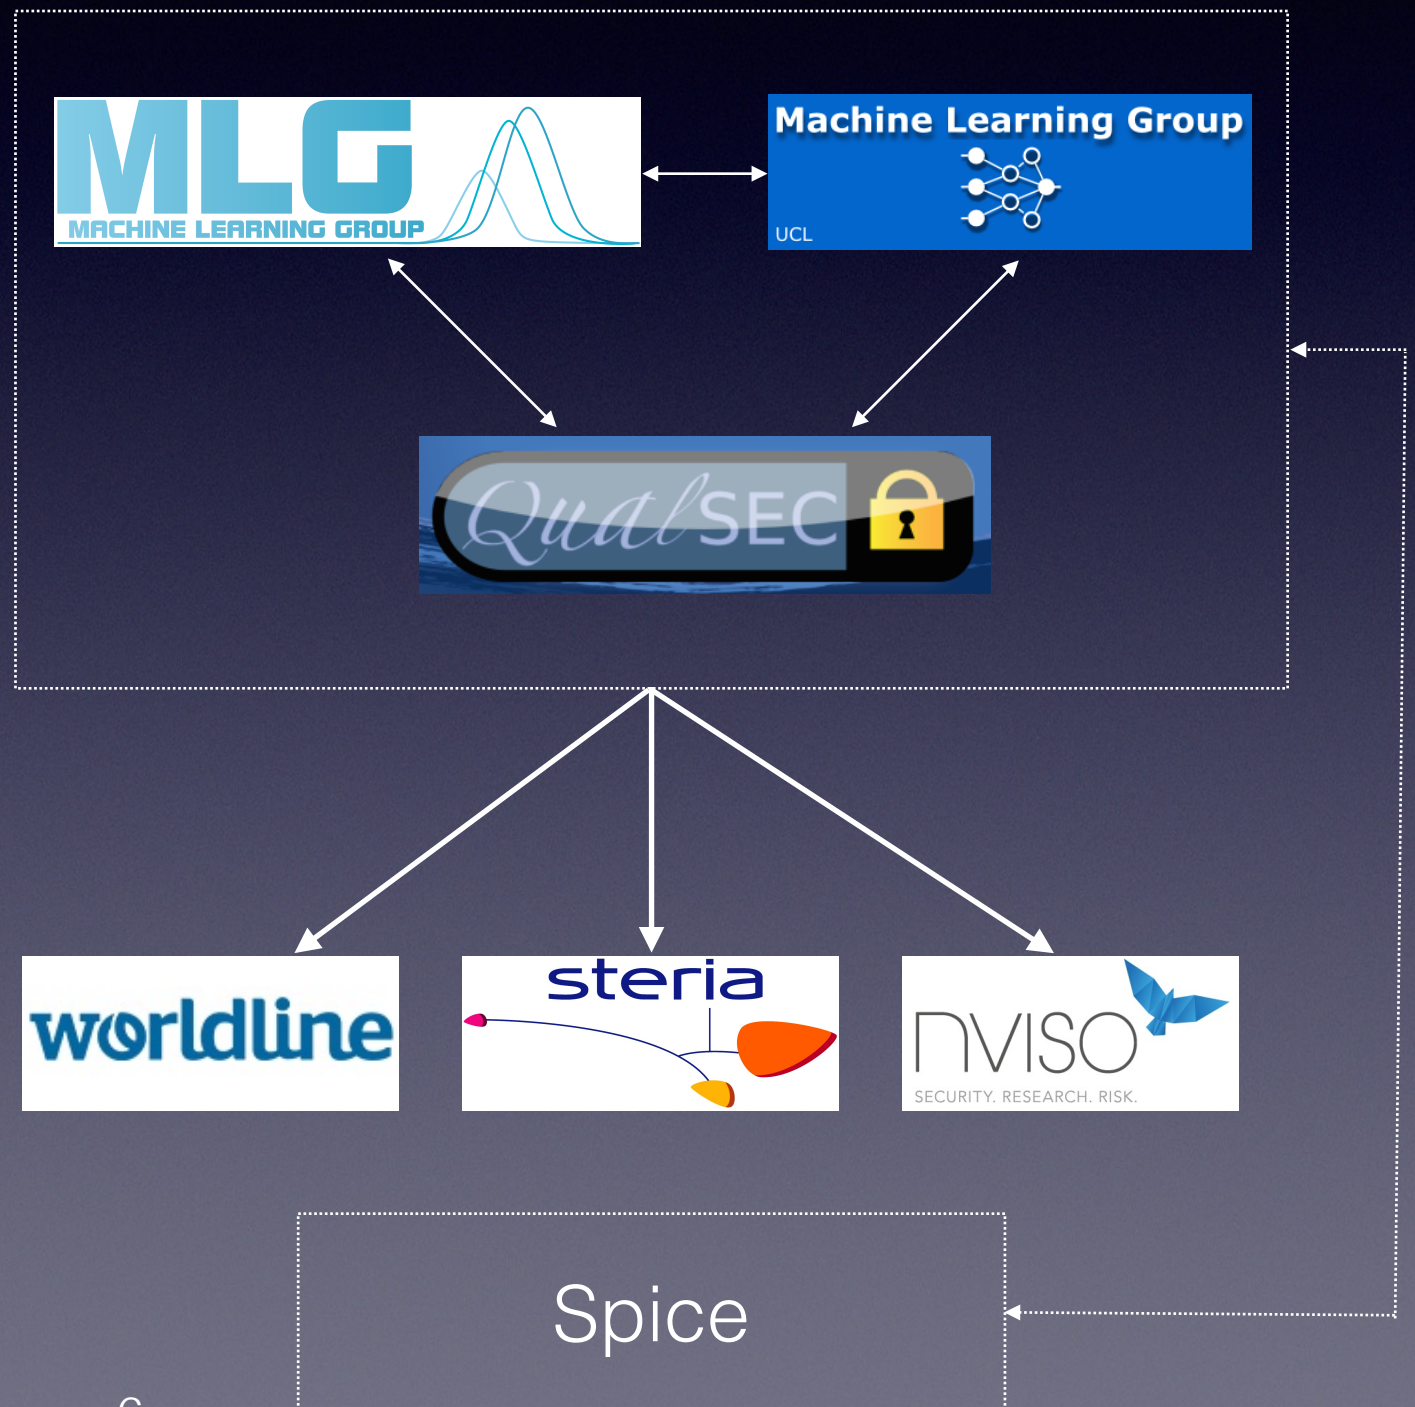 MLG
MACHINE LEARNING GROUP
Machine Learning Group
UCL
QualSEC
worldline
steria
NVISO
SECURITY. RESEARCH. RISK.
Spice